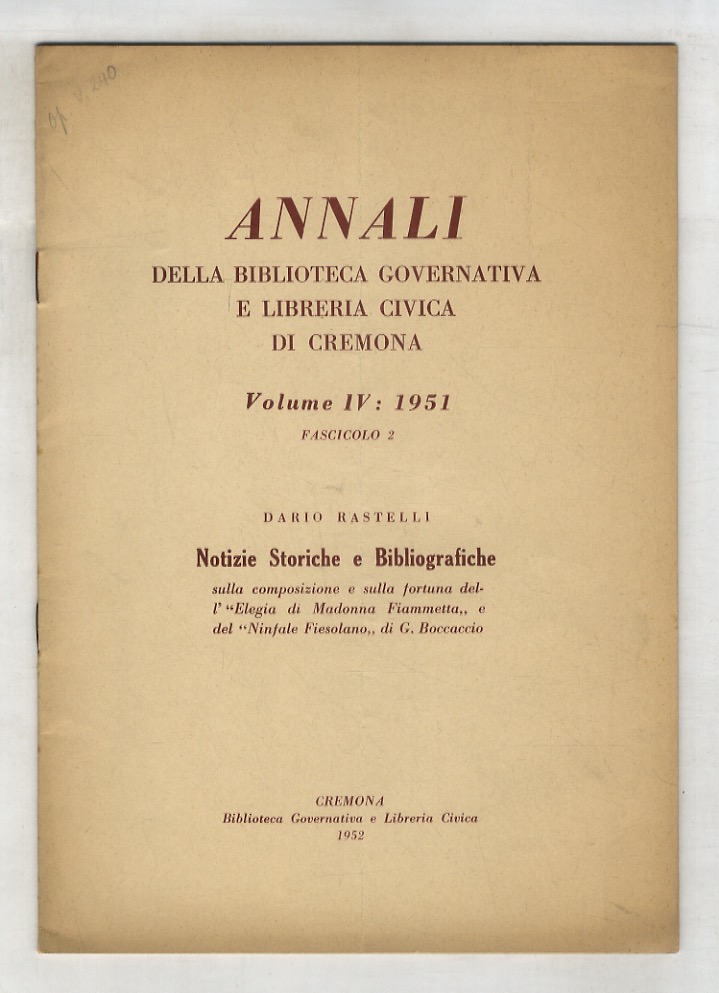 op. V. 240
ANNALI
DELLA BIBLIOTECA GOVERNATIVA
E LIBRERIA CIVICA
DI CREMONA
Volume IV: 1951
FASCICOLO 2
DARIO RASTELLI
Notizie Storiche e Bibliografiche
sulla composizione e sulla fortuna del-
l' “Elegia di Madonna Fiammetta„ e
del “Ninfale Fiesolano„ di G. Boccaccio
CREMONA
Biblioteca Governativa e Libreria Civica
1952